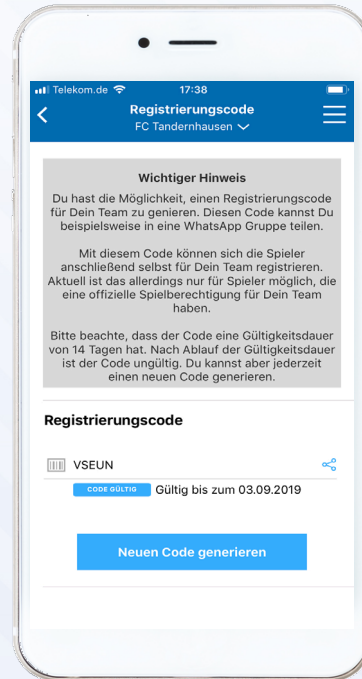 Telekom.de 17:38
Registrierungscode
FC Tandernhausen
Wichtiger Hinweis
Du hast die Möglichkeit, einen Registrierungscode
für Dein Team zu genieren. Diesen Code kannst Du
beispielsweise in eine WhatsApp Gruppe teilen.
Mit diesem Code können sich die Spieler
anschließend selbst für Dein Team registrieren.
Aktuell ist das allerdings nur für Spieler möglich, die
eine offizielle Spielberechtigung für Dein Team
haben.
Bitte beachte, dass der Code eine Gültigkeitsdauer
von 14 Tagen hat. Nach Ablauf der Gültigkeitsdauer
ist der Code ungültig. Du kannst aber jederzeit
einen neuen Code generieren.
Registrierungscode
VSEUN
CODE GÜLTIG Gültig bis zum 03.09.2019
Neuen Code generieren